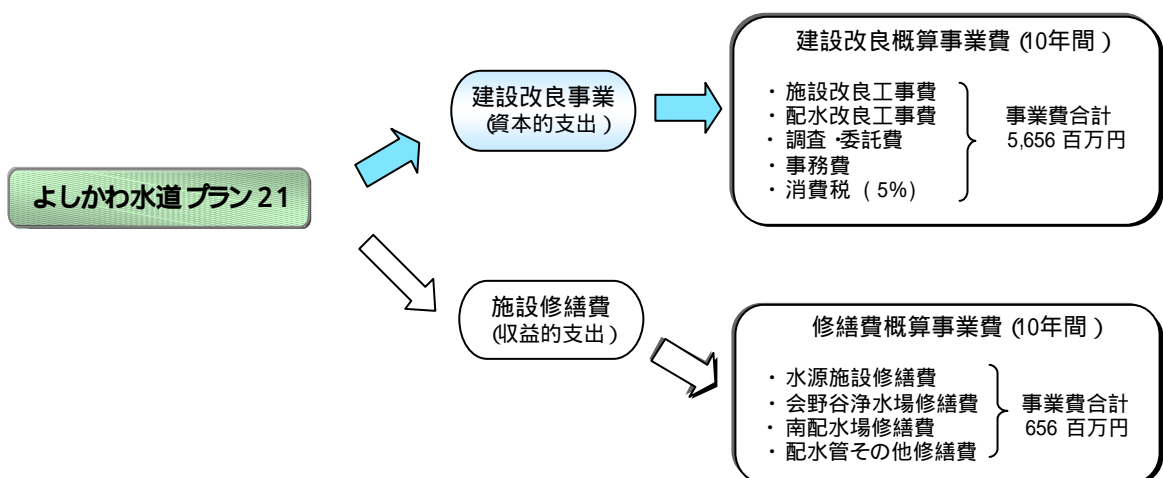 よしかわ水道プラン21
建設改良事業
(資本的支出)
建設改良概算事業費(10年間)
・施設改良工事費
・配水改良工事費
・調査・委託費
・事務費
・消費税(5%)
事業費合計
5,656 百万円
施設修繕費
(収益的支出)
修繕費概算事業費(10年間)
・水源施設修繕費
・会野谷浄水場修繕費
・南配水場修繕費
・配水管その他修繕費
事業費合計
656 百万円